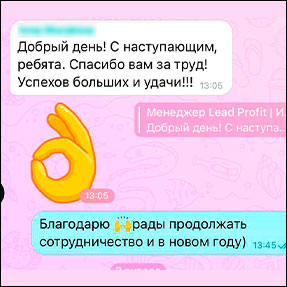 Добрый день! С наступающим,
ребята. Спасибо вам за труд!
Успехов больших и удачи!!! 13:05
Менеджер Lead Profit | И...
Добрый день! С наступа...
13:05
Благодарю 🙌рады продолжать
сотрудничество и в новом году) 13:45